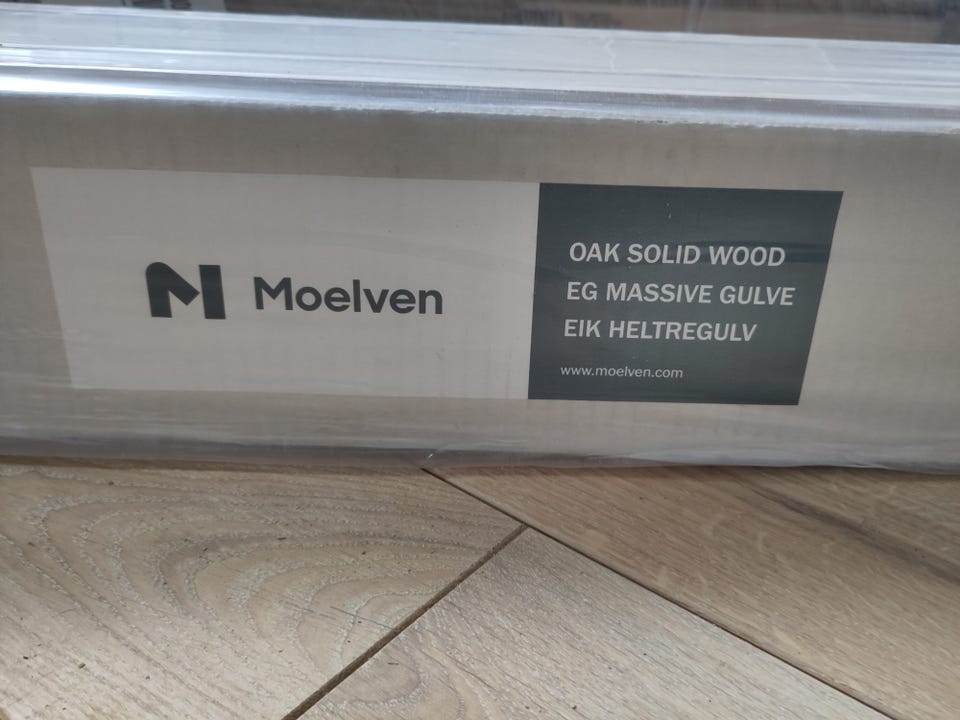 Moelven
OAK SOLID WOOD
EG MASSIVE GULVE
EIK HELTREGULV
www.moelven.com